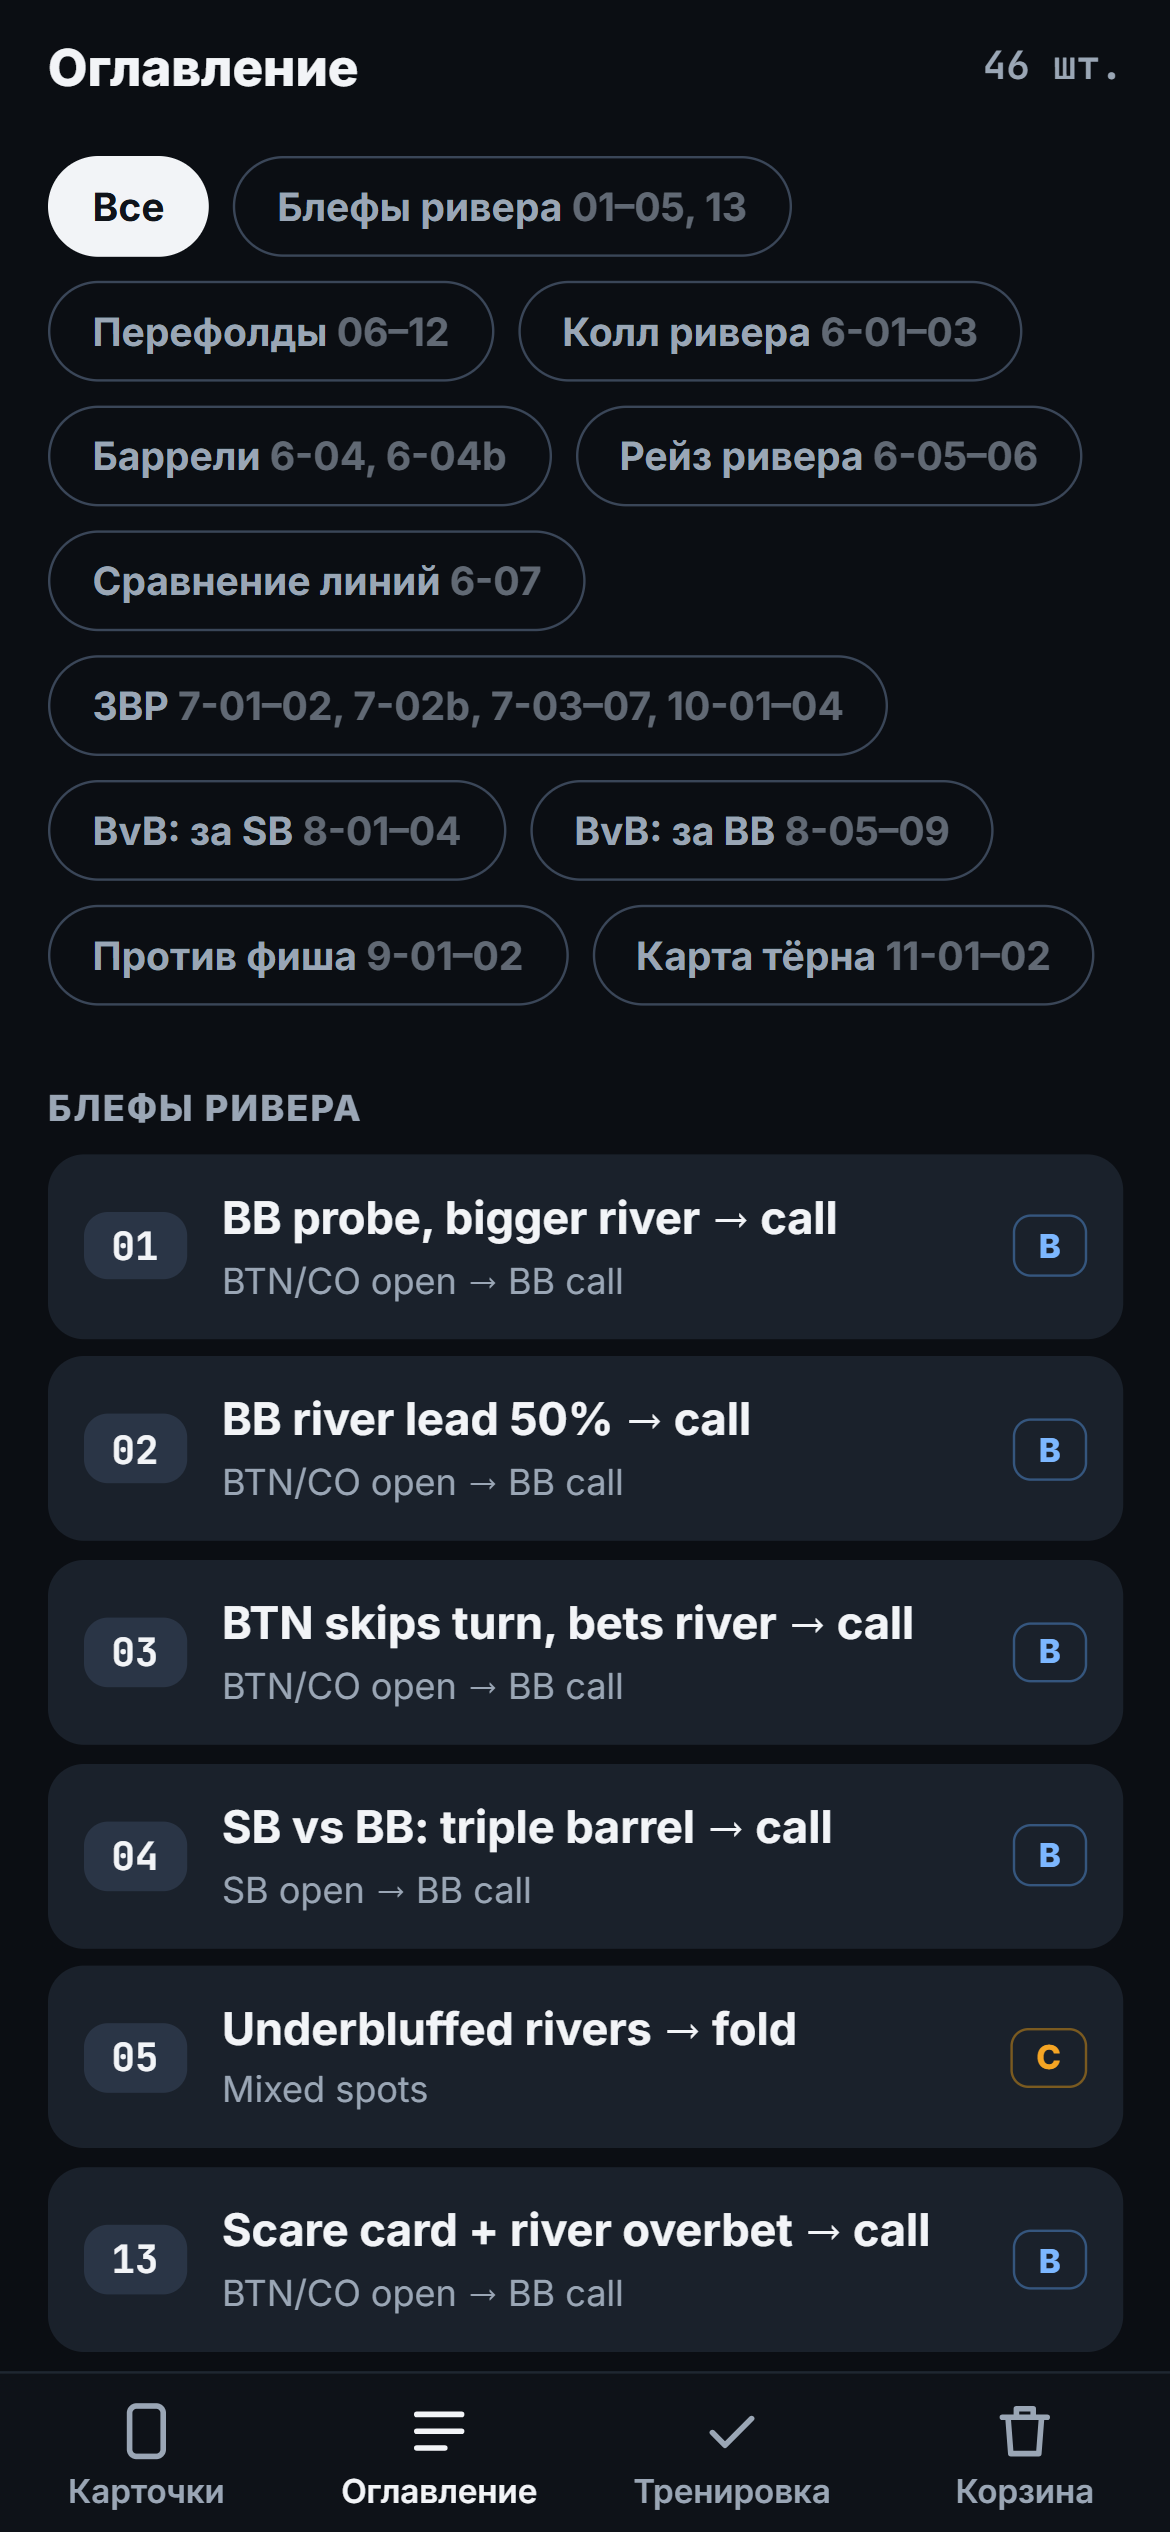 Оглавление 46 шт.
Все Блефы ривера 01–05, 13
Перефолды 06–12 Колл ривера 6-01–03
Баррели 6-04, 6-04b Рейз ривера 6-05–06
Сравнение линий 6-07
3BP 7-01–02, 7-02b, 7-03–07, 10-01–04
BvB: за SB 8-01–04 BvB: за BB 8-05–09
Против фиша 9-01–02 Карта тёрна 11-01–02
БЛЕФЫ РИВЕРА
01 BB probe, bigger river → call B
BTN/CO open → BB call
02 BB river lead 50% → call B
BTN/CO open → BB call
03 BTN skips turn, bets river → call B
BTN/CO open → BB call
04 SB vs BB: triple barrel → call B
SB open → BB call
05 Underbluffed rivers → fold C
Mixed spots
13 Scare card + river overbet → call B
BTN/CO open → BB call
Карточки Оглавление Тренировка Корзина